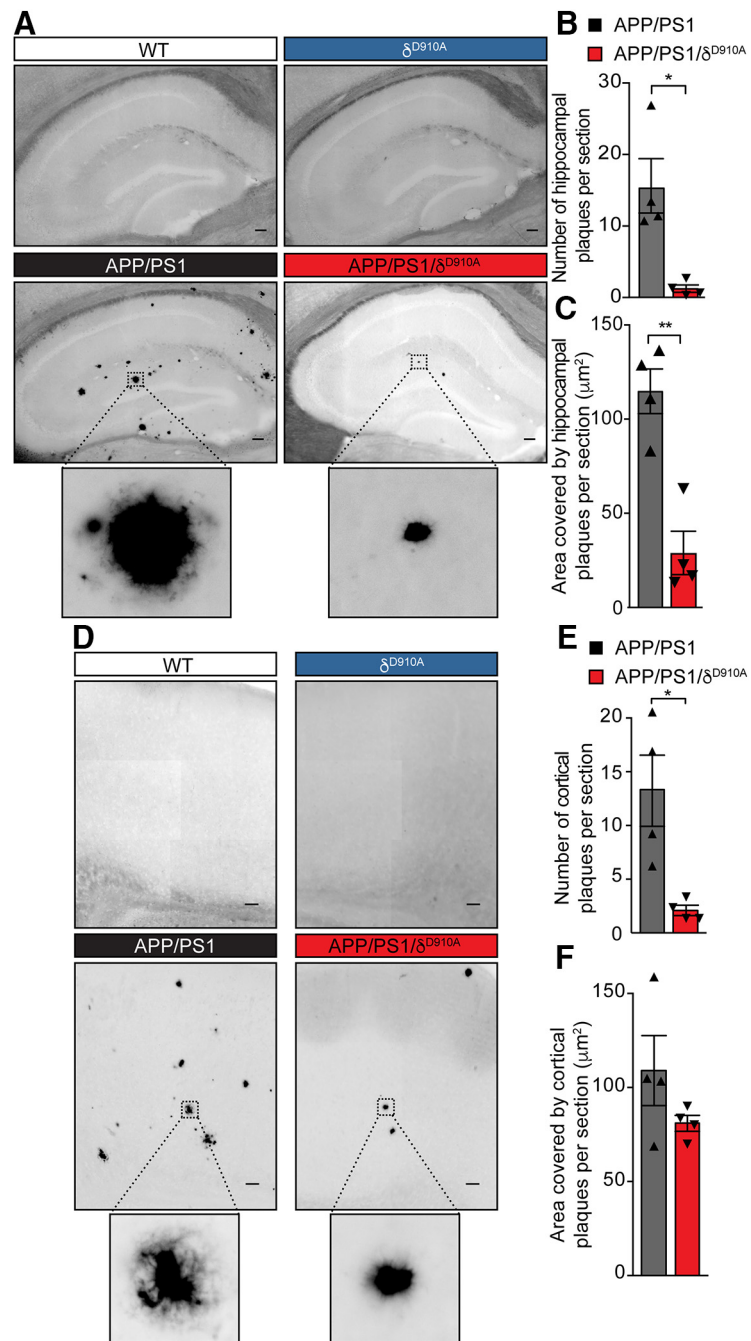 A
WT
δD910A
APP/PS1
APP/PS1/δD910A
B
APP/PS1
APP/PS1/δD910A
Number of hippocampal
plaques per section
30
20
10
0
*
C
Area covered by hippocampal
plaques per section (μm²)
150
100
50
0
**
D
WT
δD910A
APP/PS1
APP/PS1/δD910A
E
APP/PS1
APP/PS1/δD910A
Number of cortical
plaques per section
20
15
10
5
0
*
F
Area covered by cortical
plaques per section (μm²)
150
100
50
0